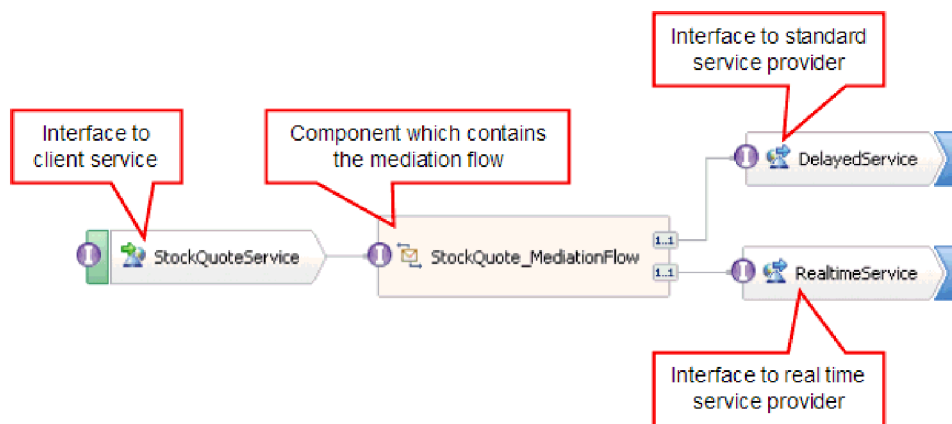 Interface to standard
service provider
Interface to
client service
Component which contains
the mediation flow
I
DelayedService
I
StockQuoteService
I
StockQuote_MediationFlow
1..1
1..1
I
RealtimeService
Interface to real time
service provider